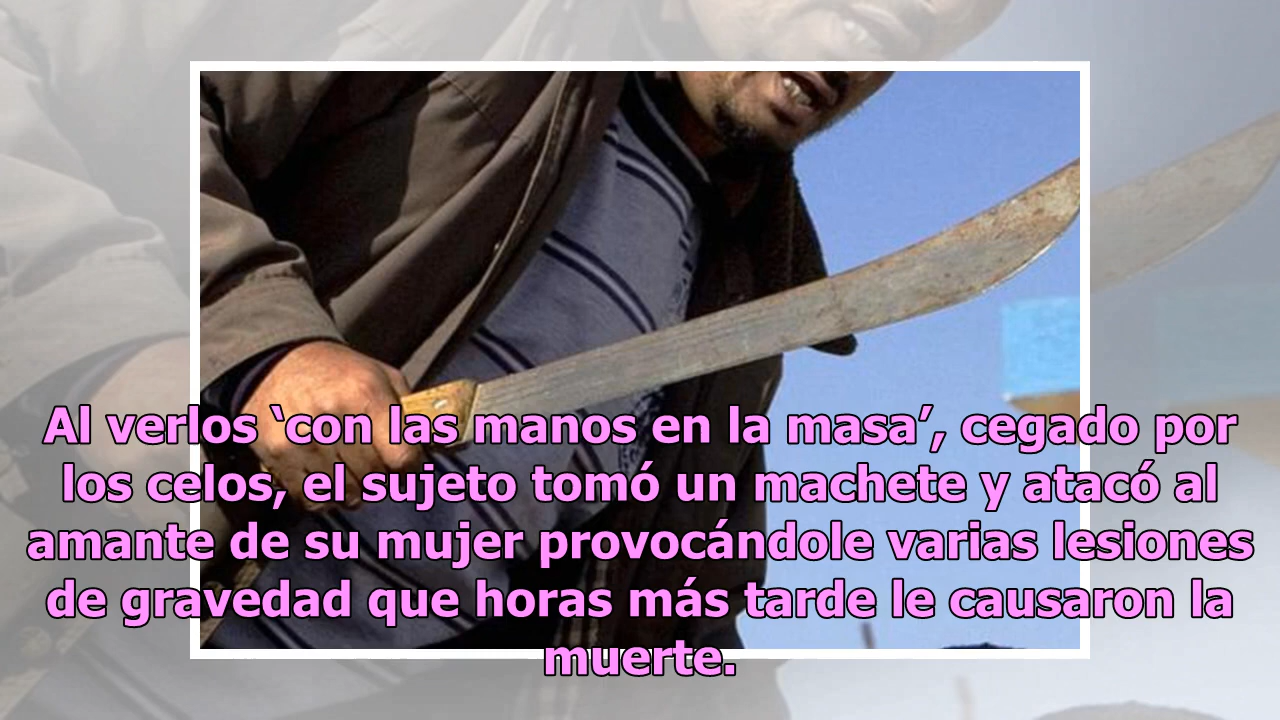 Al verlos ‘con las manos en la masa’, cegado por
los celos, el sujeto tomó un machete y atacó al
amante de su mujer provocándole varias lesiones
de gravedad que horas más tarde le causaron la
muerte.